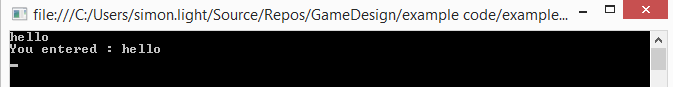 file:///C:/Users/simon.light/Source/Repos/GameDesign/example code/example...
hello
You entered : hello